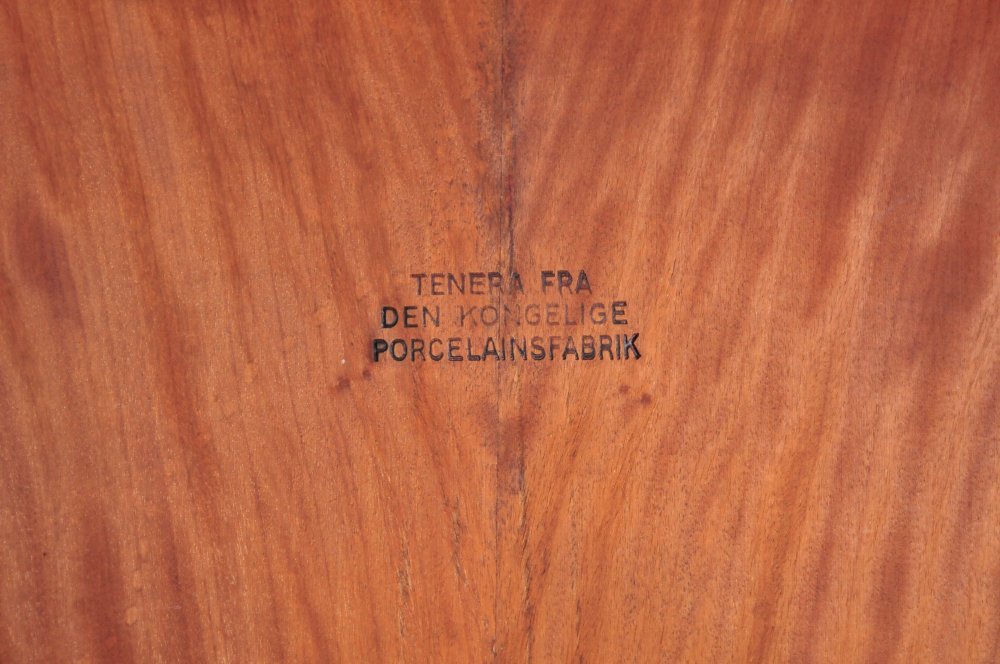 TENERA FRA
DEN KONGELIGE
PORCELAINSFABRIK